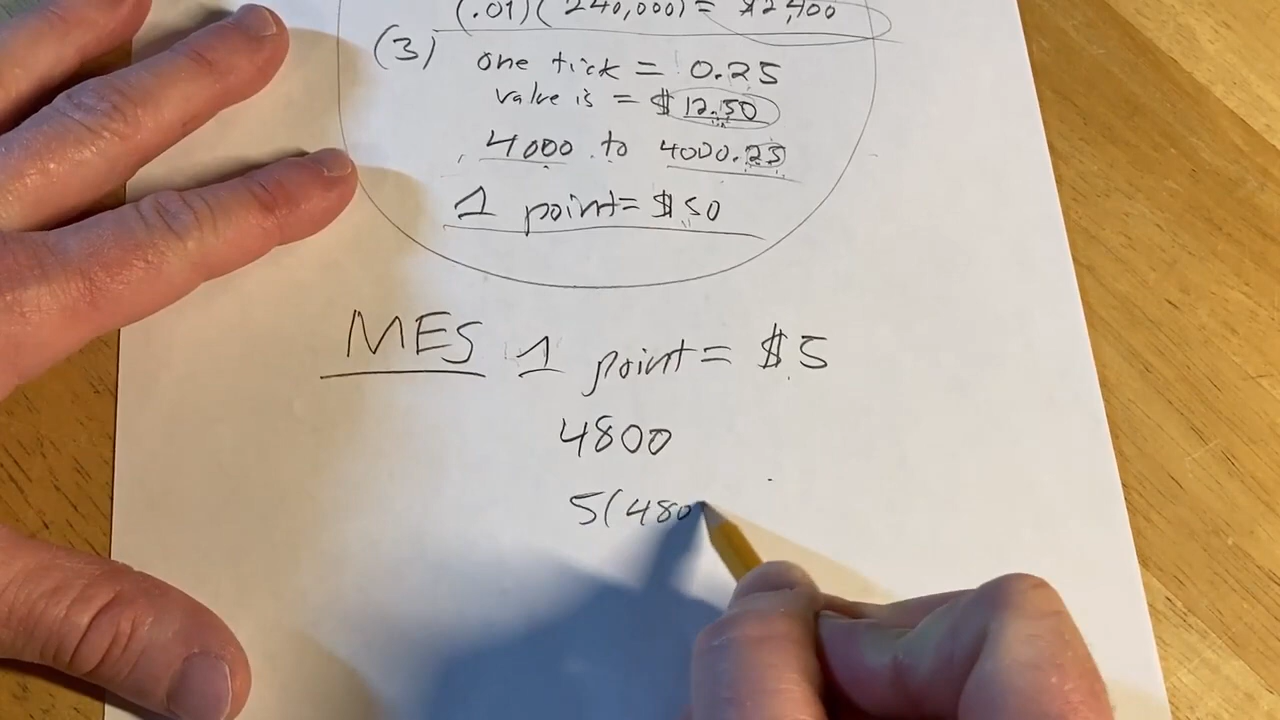 (.01)(240,000) = $2,400
(3) one tick = 0.25
value is = $12.50
4000 to 4000.25
1 point = $50
MES 1 point = $5
4800
5(480